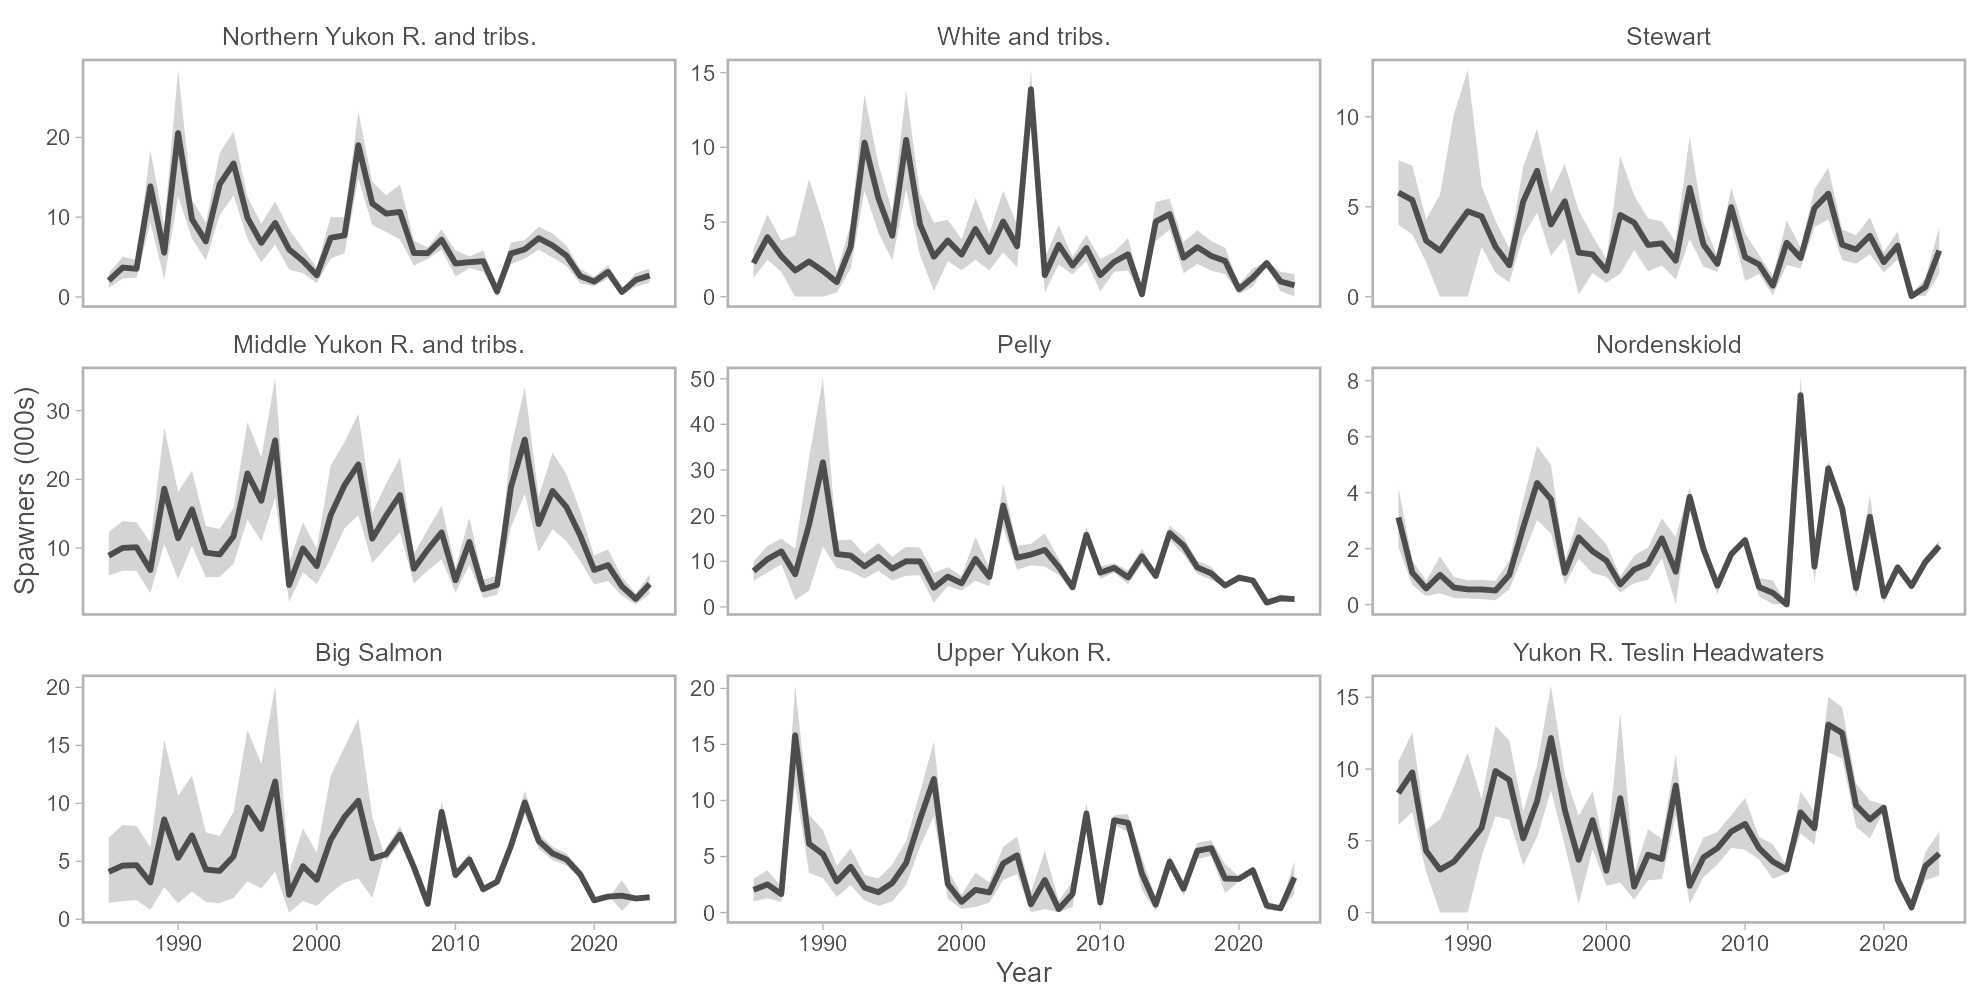 Northern Yukon R. and tribs.
White and tribs.
Stewart
20
10
0
15
10
5
0
10
5
0
Middle Yukon R. and tribs.
Pelly
Nordenskiold
30
20
10
50
40
30
20
10
0
8
6
4
2
0
Spawners (000s)
Big Salmon
Upper Yukon R.
Yukon R. Teslin Headwaters
20
15
10
5
0
20
15
10
5
0
15
10
5
0
1990 2000 2010 2020
1990 2000 2010 2020
1990 2000 2010 2020
Year